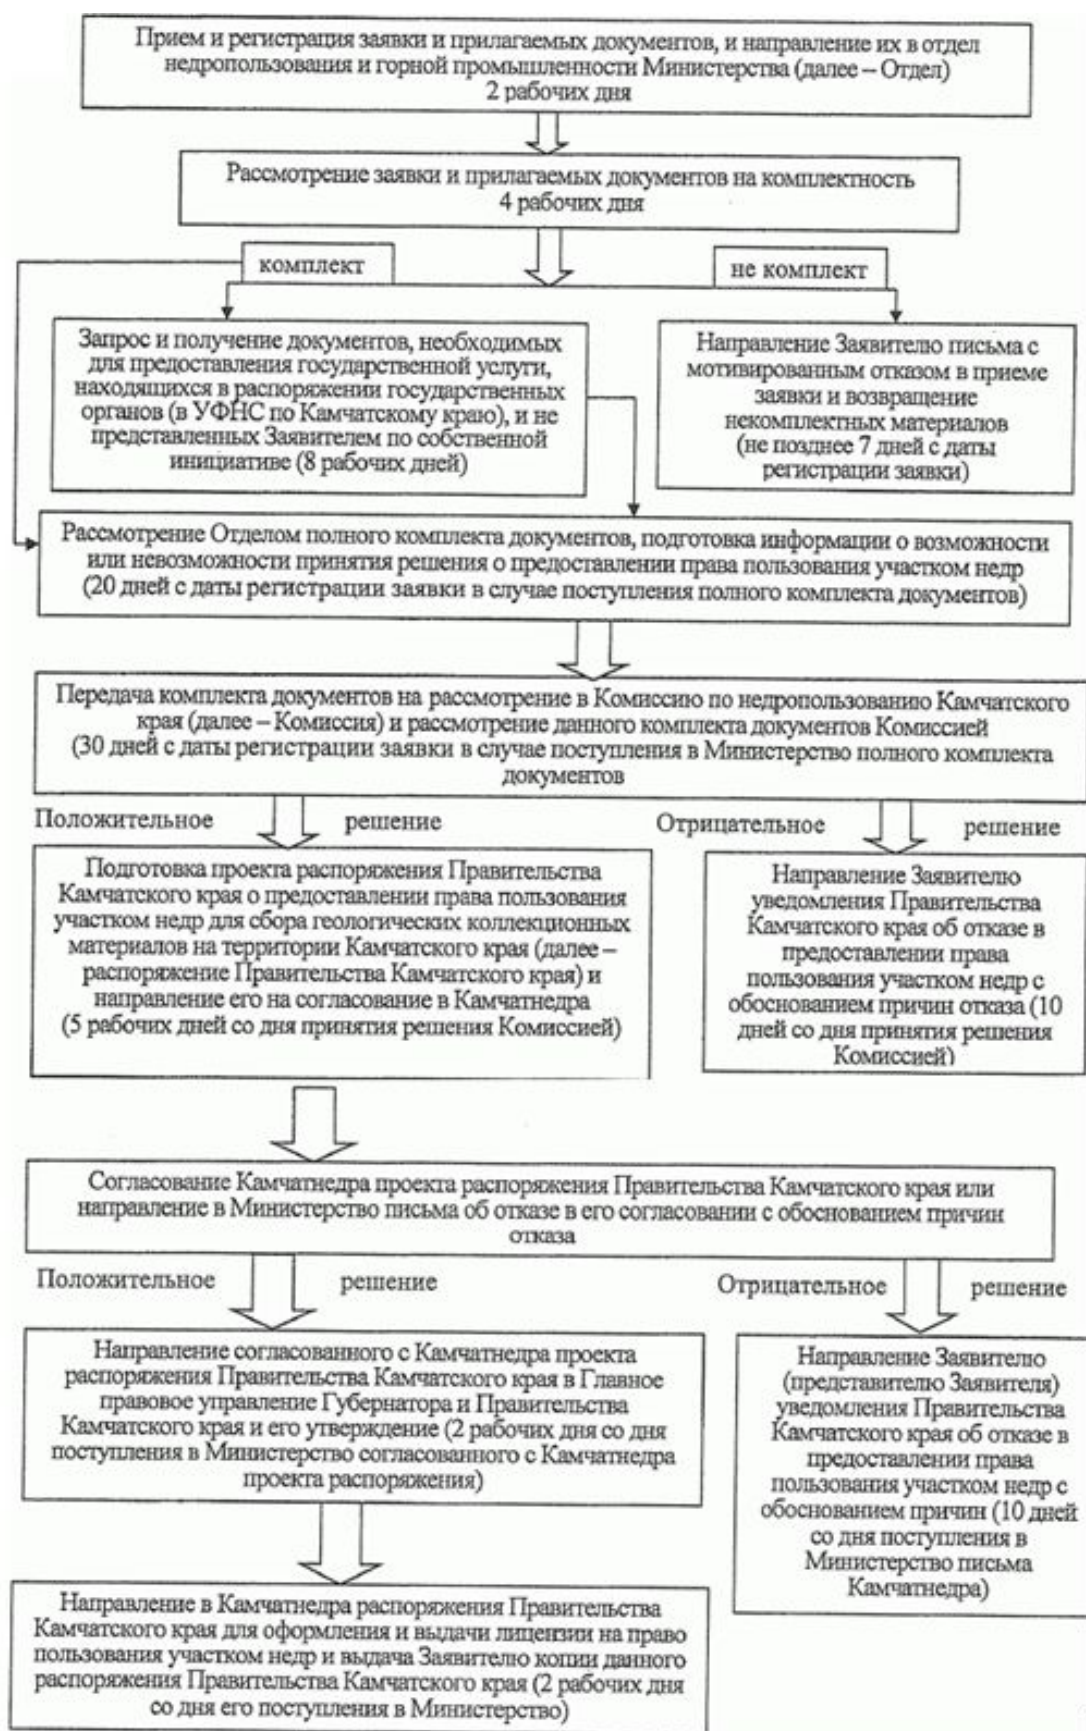 Прием и регистрация заявки и прилагаемых документов, и направление их в отдел
недропользования и горной промышленности Министерства (далее – Отдел)
2 рабочих дня
Рассмотрение заявки и прилагаемых документов на комплектность
4 рабочих дня
комплект
не комплект
Запрос и получение документов, необходимых
для предоставления государственной услуги,
находящихся в распоряжении государственных
органов (в УФНС по Камчатскому краю), и не
представленных Заявителем по собственной
инициативе (8 рабочих дней)
Направление Заявителю письма с
мотивированным отказом в приеме
заявки и возвращение
некомплектных материалов
(не позднее 7 дней с даты
регистрации заявки)
Рассмотрение Отделом полного комплекта документов, подготовка информации о возможности
или невозможности принятия решения о предоставлении права пользования участком недр
(20 дней с даты регистрации заявки в случае поступления полного комплекта документов)
Передача комплекта документов на рассмотрение в Комиссию по недропользованию Камчатского
края (далее – Комиссия) и рассмотрение данного комплекта документов Комиссией
(30 дней с даты регистрации заявки в случае поступления в Министерство полного комплекта
документов
Положительное решение
Отрицательное решение
Подготовка проекта распоряжения Правительства
Камчатского края о предоставлении права пользования
участком недр для сбора геологических коллекционных
материалов на территории Камчатского края (далее –
распоряжение Правительства Камчатского края) и
направление его на согласование в Камчатнедра
(5 рабочих дней со дня принятия решения Комиссией)
Направление Заявителю
уведомления Правительства
Камчатского края об отказе в
предоставлении права
пользования участком недр с
обоснованием причин отказа (10
дней со дня принятия решения
Комиссией)
Согласование Камчатнедра проекта распоряжения Правительства Камчатского края или
направление в Министерство письма об отказе в его согласовании с обоснованием причин
отказа
Положительное решение
Отрицательное решение
Направление согласованного с Камчатнедра проекта
распоряжения Правительства Камчатского края в Главное
правовое управление Губернатора и Правительства
Камчатского края и его утверждение (2 рабочих дня со дня
поступления в Министерство согласованного с Камчатнедра
проекта распоряжения)
Направление Заявителю
(представителю Заявителя)
уведомления Правительства
Камчатского края об отказе в
предоставлении права
пользования участком недр с
обоснованием причин (10 дней
со дня поступления в
Министерство письма
Камчатнедра)
Направление в Камчатнедра распоряжения Правительства
Камчатского края для оформления и выдачи лицензии на право
пользования участком недр и выдача Заявителю копии данного
распоряжения Правительства Камчатского края (2 рабочих дня
со дня его поступления в Министерство)